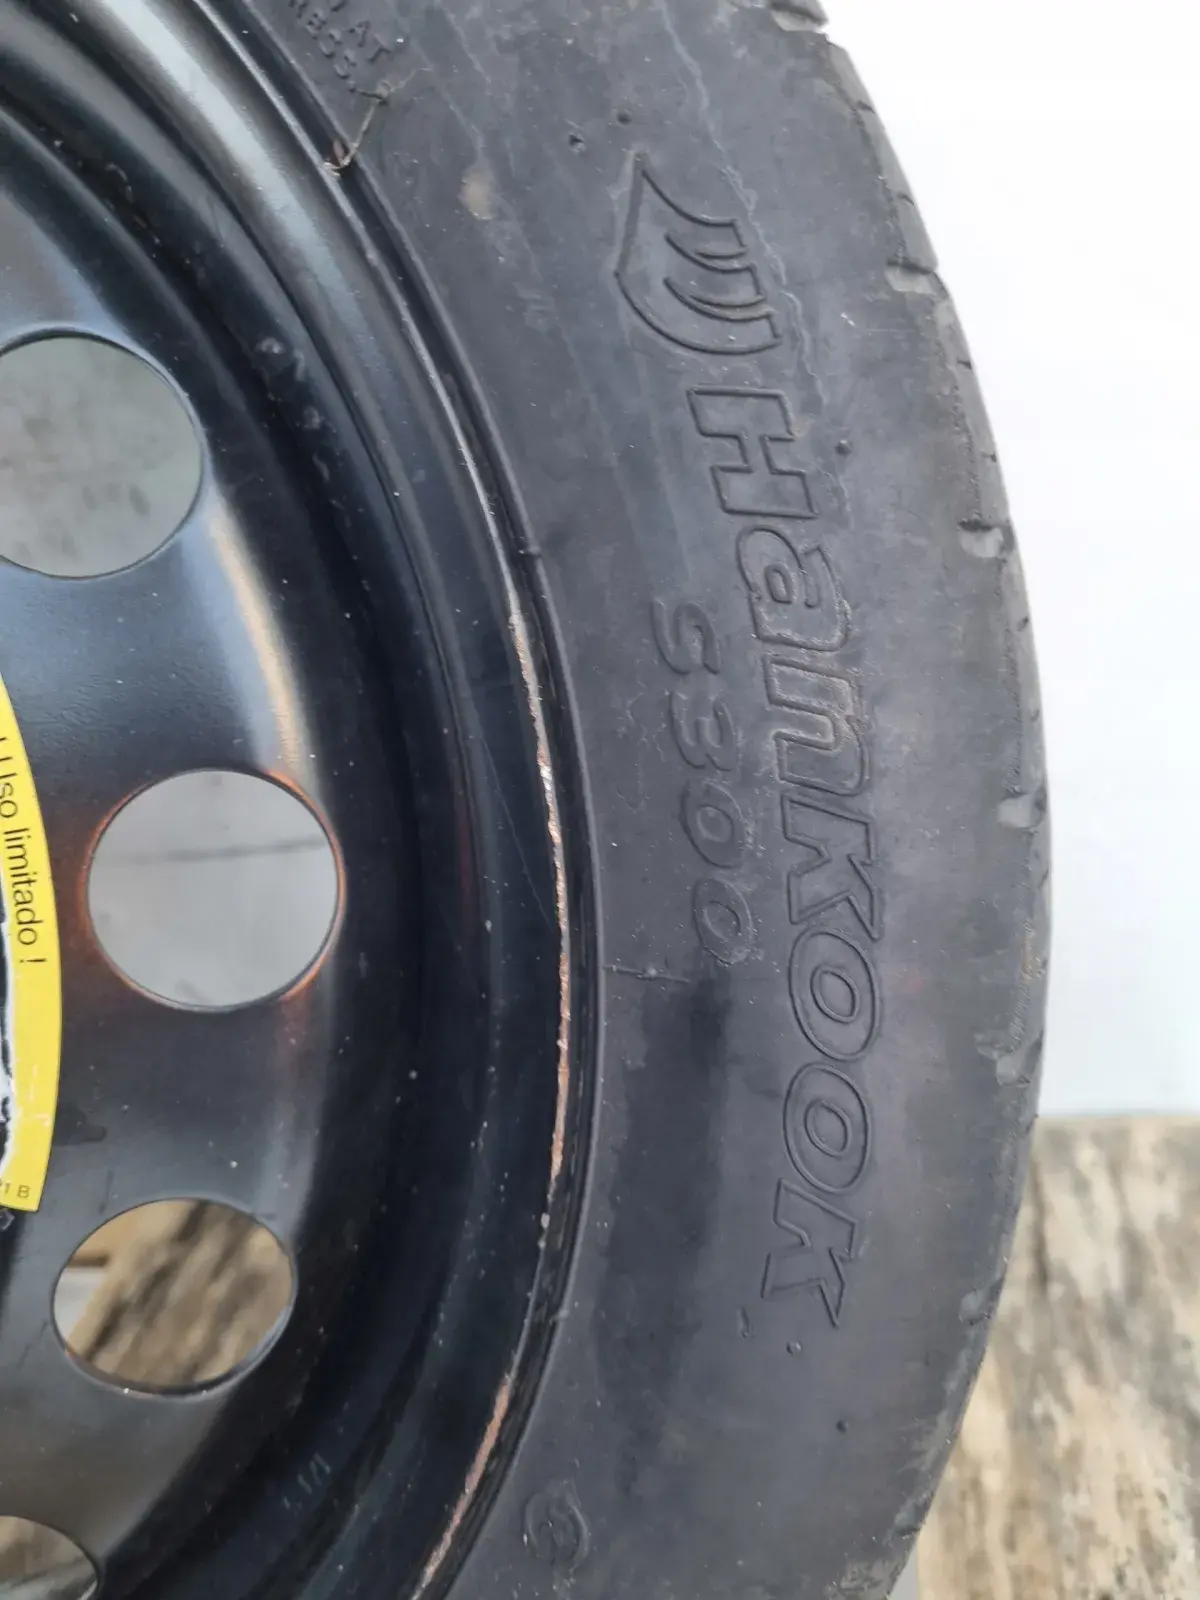 Hankook
S300
Uso limitado !